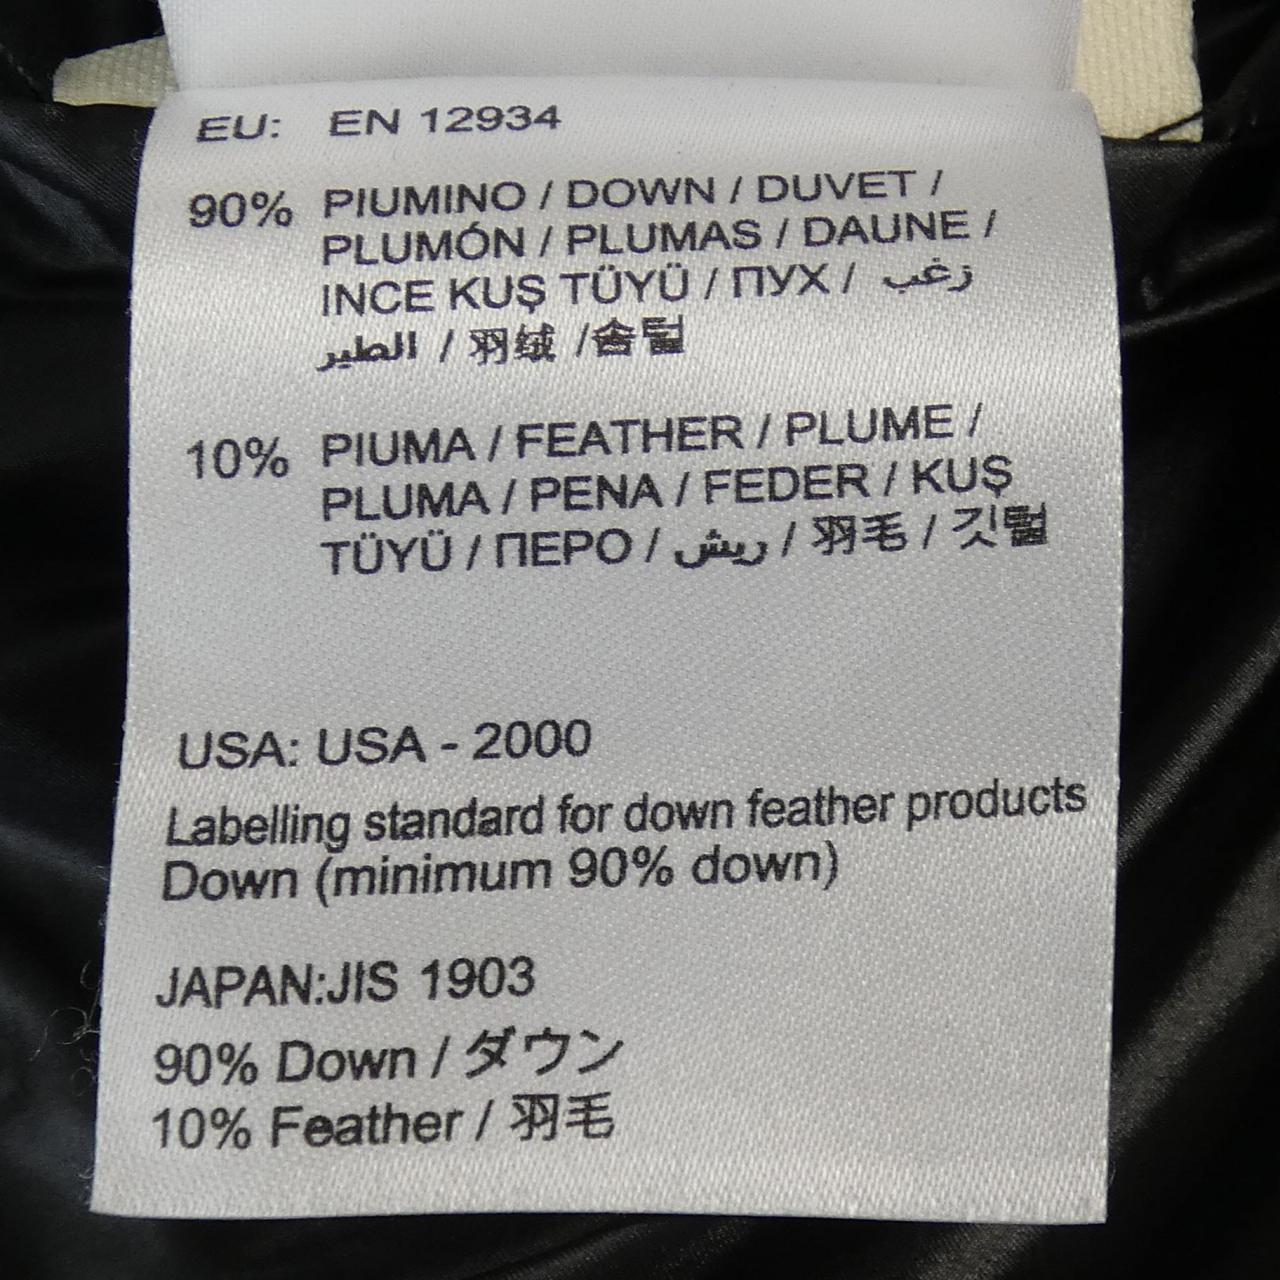 EU: EN 12934
90% PIUMINO / DOWN / DUVET /
PLUMÓN / PLUMAS / DAUNE /
INCE KUŞ TÜYÜ / ПУХ / زغب
الطير / 羽绒 /솜털
10% PIUMA / FEATHER / PLUME /
PLUMA / PENA / FEDER / KUŞ
TÜYÜ / ПЕРО / ريش / 羽毛 / 깃털
USA: USA - 2000
Labelling standard for down feather products
Down (minimum 90% down)
JAPAN:JIS 1903
90% Down / ダウン
10% Feather / 羽毛